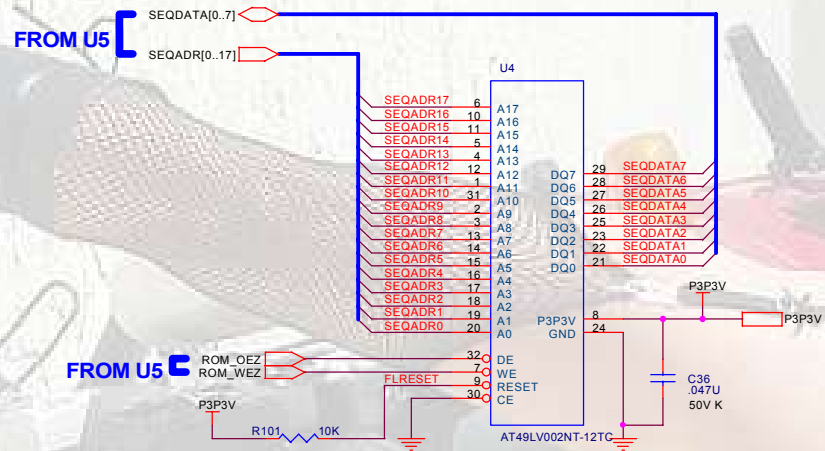 SEQDATA[0..7]
FROM U5
SEQADR[0..17]
U4
SEQADR17 6 A17
SEQADR16 10 A16
SEQADR15 11 A15
SEQADR14 5 A14
SEQADR13 4 A13
SEQADR12 12 A12 DQ7 29 SEQDATA7
SEQADR11 1 A11 DQ6 28 SEQDATA6
SEQADR10 31 A10 DQ5 27 SEQDATA5
SEQADR9 2 A9 DQ4 26 SEQDATA4
SEQADR8 3 A8 DQ3 25 SEQDATA3
SEQADR7 13 A7 DQ2 23 SEQDATA2
SEQADR6 14 A6 DQ1 22 SEQDATA1
SEQADR5 15 A5 DQ0 21 SEQDATA0
SEQADR4 16 A4
SEQADR3 17 A3
SEQADR2 18 A2
SEQADR1 19 A1 P3P3V 8
SEQADR0 20 A0 GND 24
P3P3V
P3P3V
FROM U5
ROM_OEZ 32 DE
ROM_WEZ 7 WE
FLRESET 9 RESET
30 CE
C36
.047U
50V K
P3P3V
R101 10K
AT49LV002NT-12TC